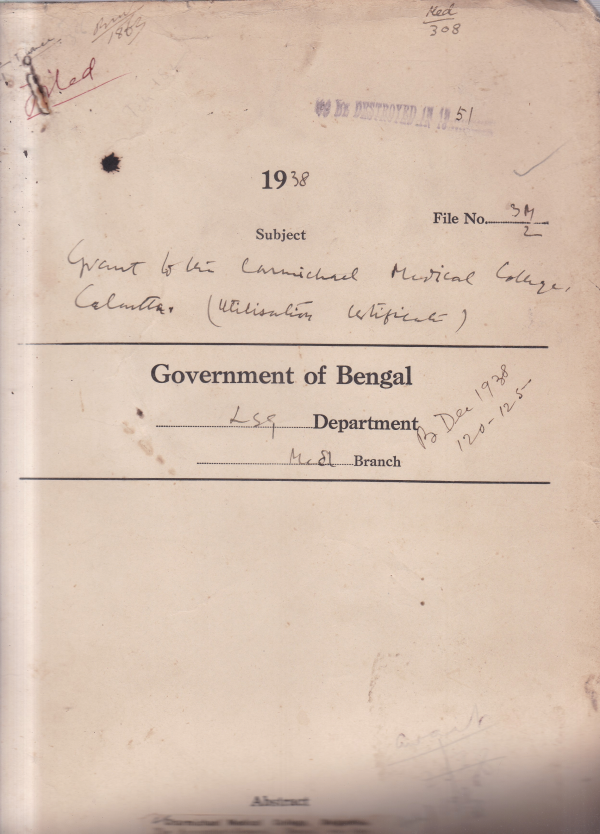 Med
308
Filed
TO BE DESTROYED IN 1951
1938
File No. 3M/2
Subject
Grant to the Carmichael Medical College,
Calcutta. (Utilisation Certificate)
Government of Bengal
LSG Department
Medl Branch
B Dec 1938
120-125
Abstract